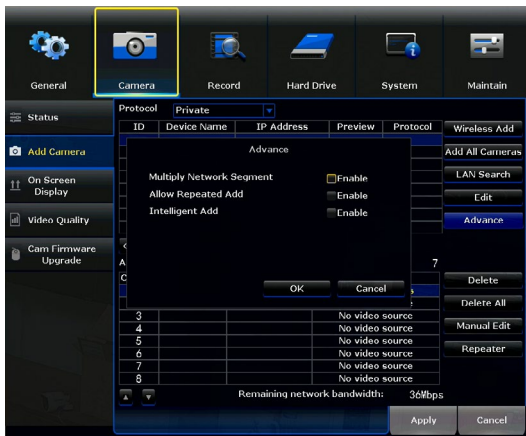 General Camera Record Hard Drive System Maintain
Status
Add Camera
On Screen
Display
Video Quality
Cam Firmware
Upgrade
Protocol Private
ID Device Name IP Address Preview Protocol
Wireless Add
Add All Cameras
LAN Search
Edit
Advance
Advance
Multiply Network Segment Enable
Allow Repeated Add Enable
Intelligent Add Enable
OK Cancel
7
Delete
Delete All
Manual Edit
Repeater
3 No video source
4 No video source
5 No video source
6 No video source
7 No video source
8 No video source
Remaining network bandwidth: 36Mbps
Apply Cancel